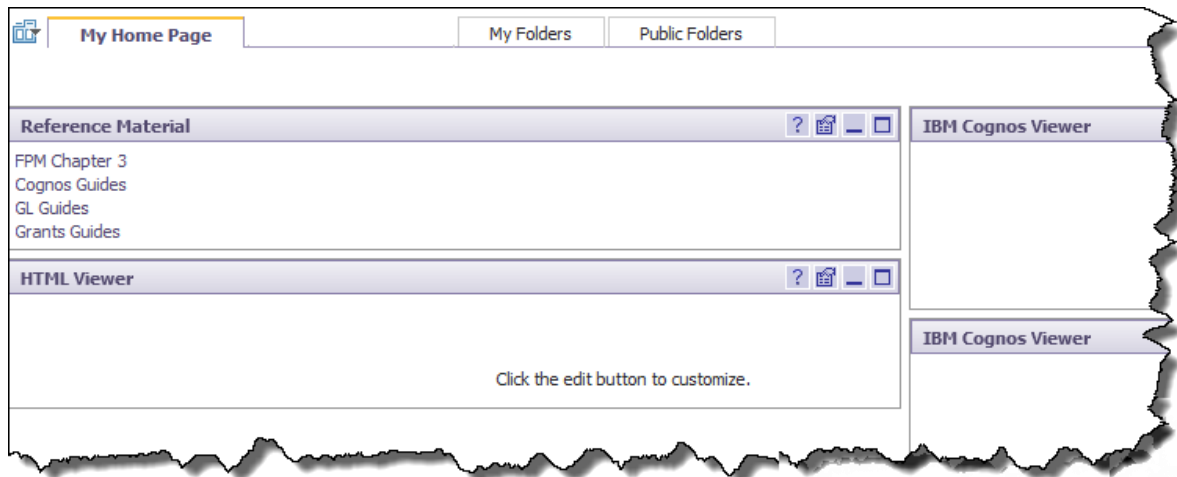 My Home Page My Folders Public Folders
Reference Material
FPM Chapter 3
Cognos Guides
GL Guides
Grants Guides
HTML Viewer
Click the edit button to customize.
IBM Cognos Viewer
IBM Cognos Viewer